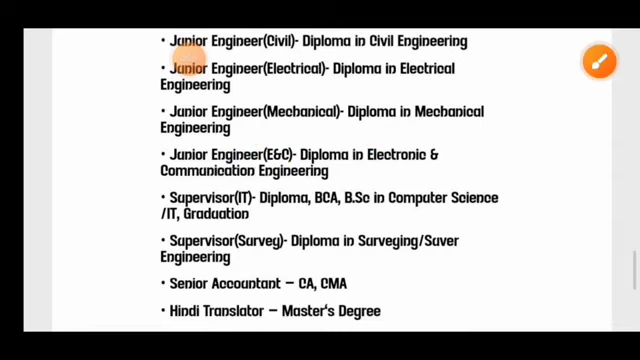 • Junior Engineer(Civil)- Diploma in Civil Engineering
• Junior Engineer(Electrical)- Diploma in Electrical
Engineering
• Junior Engineer(Mechanical)- Diploma in Mechanical
Engineering
• Junior Engineer(E&C)- Diploma in Electronic &
Communication Engineering
• Supervisor(IT)- Diploma, BCA, B.Sc in Computer Science
/IT, Graduation
• Supervisor(Survey)- Diploma in Surveying/Suver
Engineering
• Senior Accountant – CA, CMA
• Hindi Translator – Master's Degree